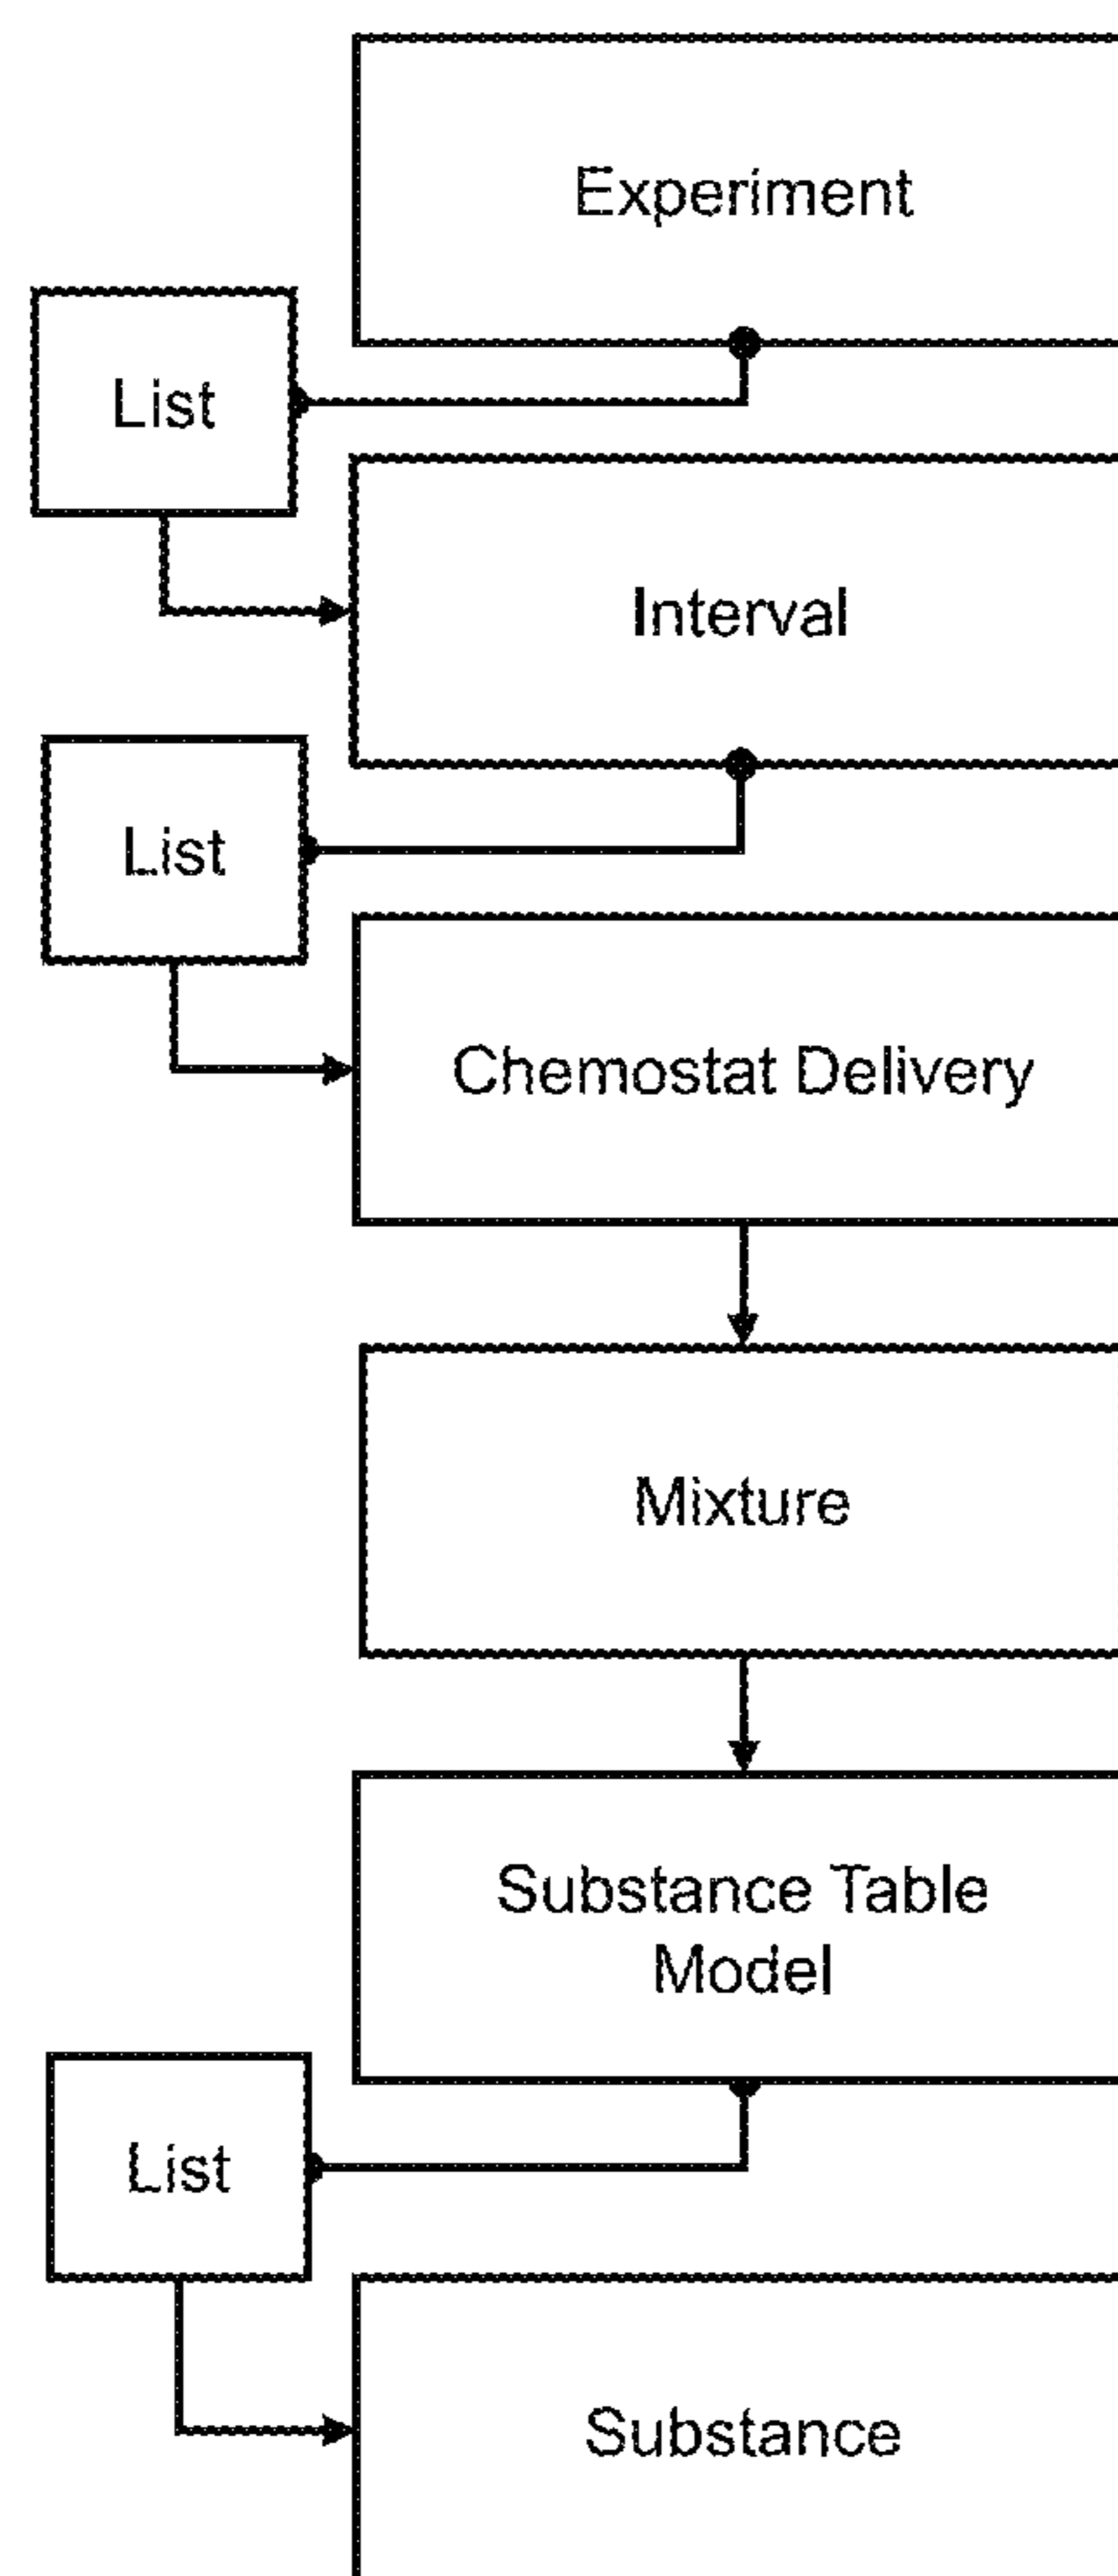 Experiment
List
Interval
List
Chemostat Delivery
Mixture
Substance Table
Model
List
Substance